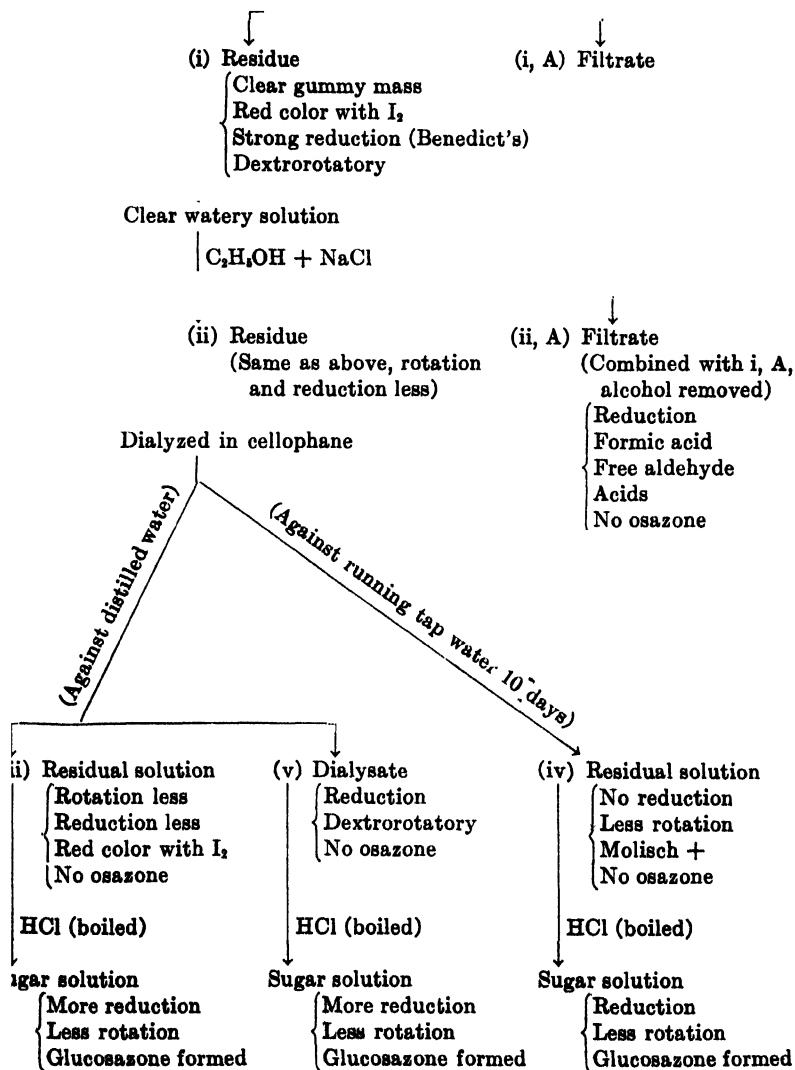 (i) Residue
Clear gummy mass
Red color with I₂
Strong reduction (Benedict's)
Dextrorotatory
(i, A) Filtrate
Clear watery solution
C₂H₅OH + NaCl
(ii) Residue
(Same as above, rotation
and reduction less)
(ii, A) Filtrate
(Combined with i, A,
alcohol removed)
Reduction
Formic acid
Free aldehyde
Acids
No osazone
Dialyzed in cellophane
(Against distilled water)
(Against running tap water 10 days)
ii) Residual solution
Rotation less
Reduction less
Red color with I₂
No osazone
(v) Dialysate
Reduction
Dextrorotatory
No osazone
(iv) Residual solution
No reduction
Less rotation
Molisch +
No osazone
HCl (boiled)
HCl (boiled)
HCl (boiled)
ugar solution
More reduction
Less rotation
Glucosazone formed
Sugar solution
More reduction
Less rotation
Glucosazone formed
Sugar solution
Reduction
Less rotation
Glucosazone formed